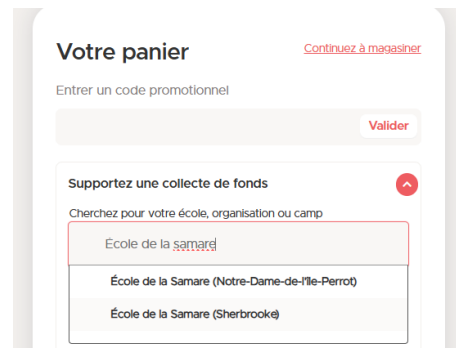 Votre panier
Continuez à magasiner
Entrer un code promotionnel
Valider
Supportez une collecte de fonds
Cherchez pour votre école, organisation ou camp
École de la samare
École de la Samare (Notre-Dame-de-l'Île-Perrot)
École de la Samare (Sherbrooke)